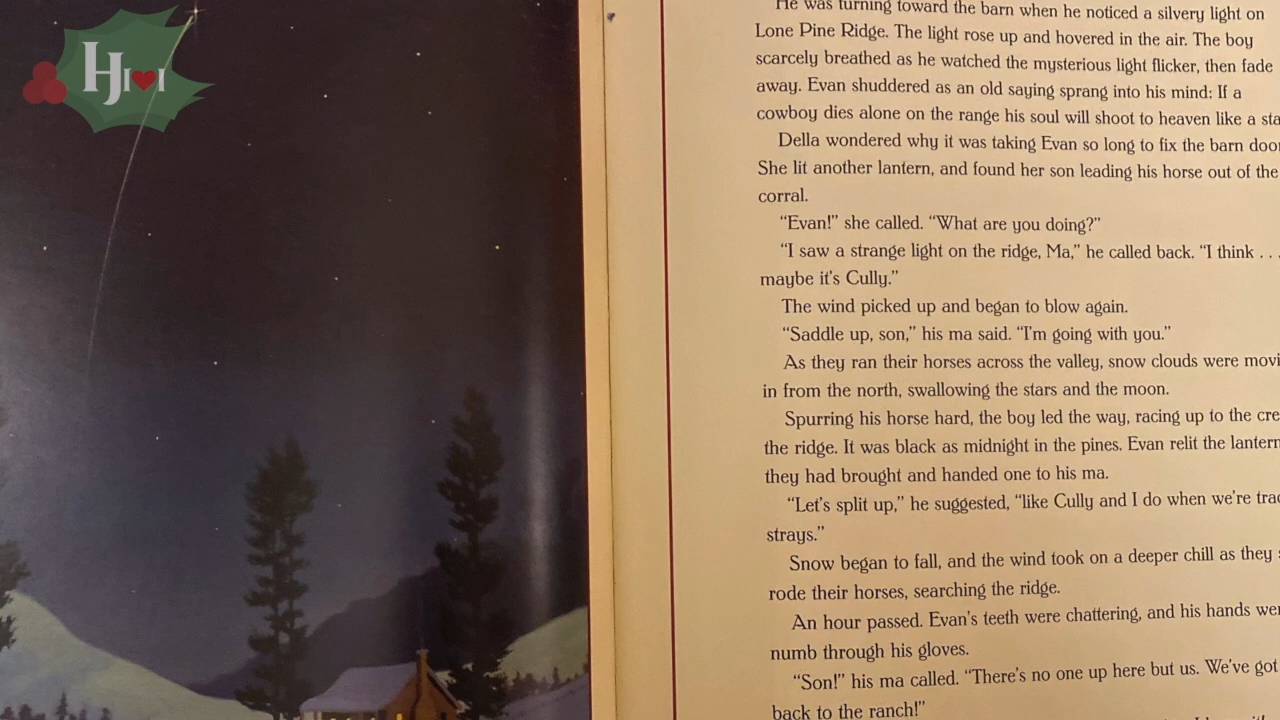 HJ
He was turning toward the barn when he noticed a silvery light on
Lone Pine Ridge. The light rose up and hovered in the air. The boy
scarcely breathed as he watched the mysterious light flicker, then fade
away. Evan shuddered as an old saying sprang into his mind: If a
cowboy dies alone on the range his soul will shoot to heaven like a sta
Della wondered why it was taking Evan so long to fix the barn door
She lit another lantern, and found her son leading his horse out of the
corral.
“Evan!” she called. “What are you doing?”
“I saw a strange light on the ridge, Ma,” he called back. “I think . . .
maybe it’s Cully.”
The wind picked up and began to blow again.
“Saddle up, son,” his ma said. “I’m going with you.”
As they ran their horses across the valley, snow clouds were movi
in from the north, swallowing the stars and the moon.
Spurring his horse hard, the boy led the way, racing up to the cre
the ridge. It was black as midnight in the pines. Evan relit the lantern
they had brought and handed one to his ma.
“Let’s split up,” he suggested, “like Cully and I do when we’re trac
strays.”
Snow began to fall, and the wind took on a deeper chill as they s
rode their horses, searching the ridge.
An hour passed. Evan’s teeth were chattering, and his hands wer
numb through his gloves.
“Son!” his ma called. “There’s no one up here but us. We’ve got
back to the ranch!”